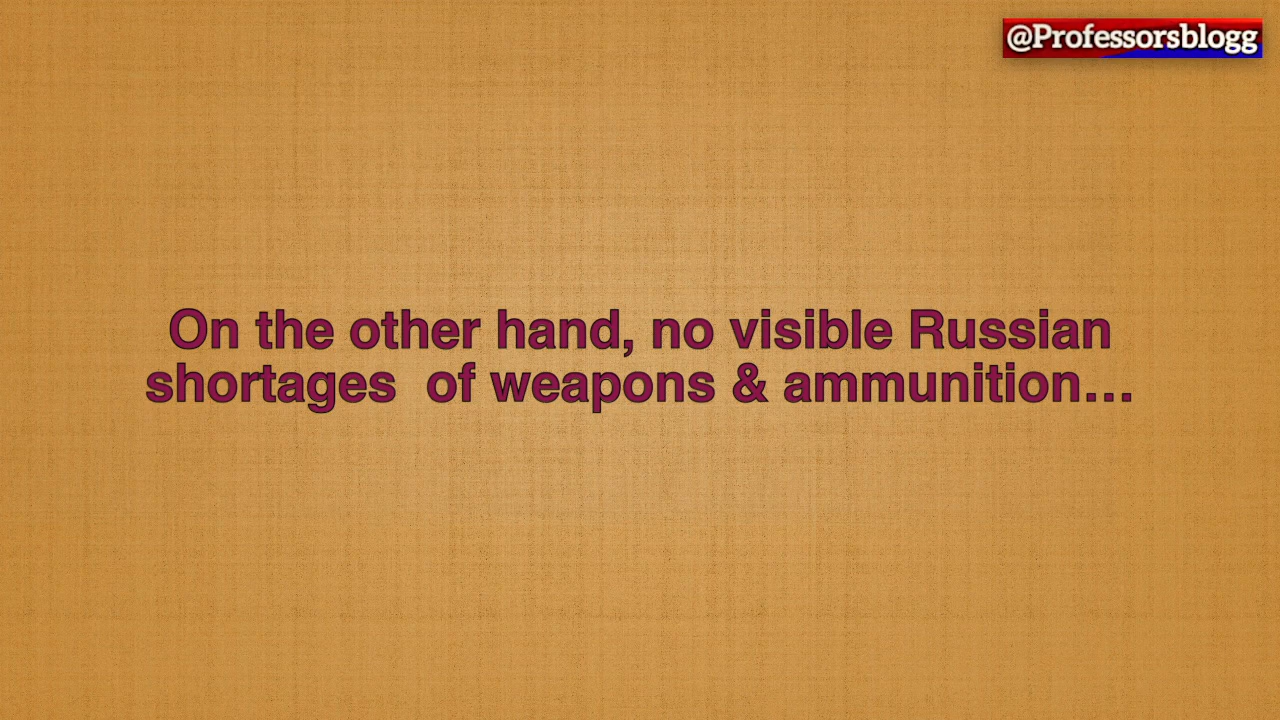 @Professorsblogg
On the other hand, no visible Russian
shortages  of weapons & ammunition…